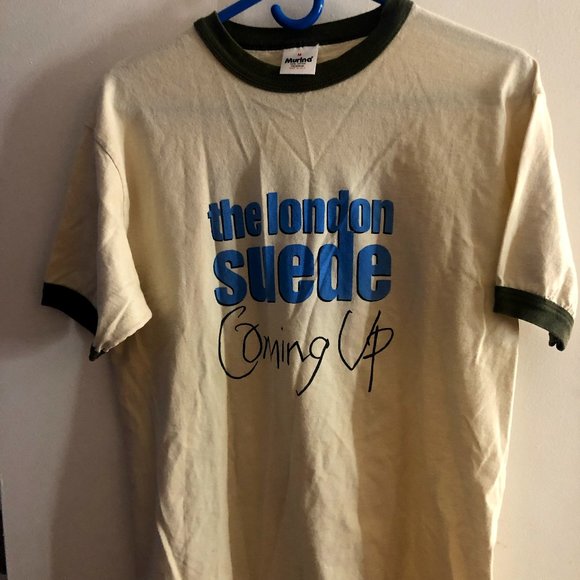 M
Murina
the london
suede
Coming Up